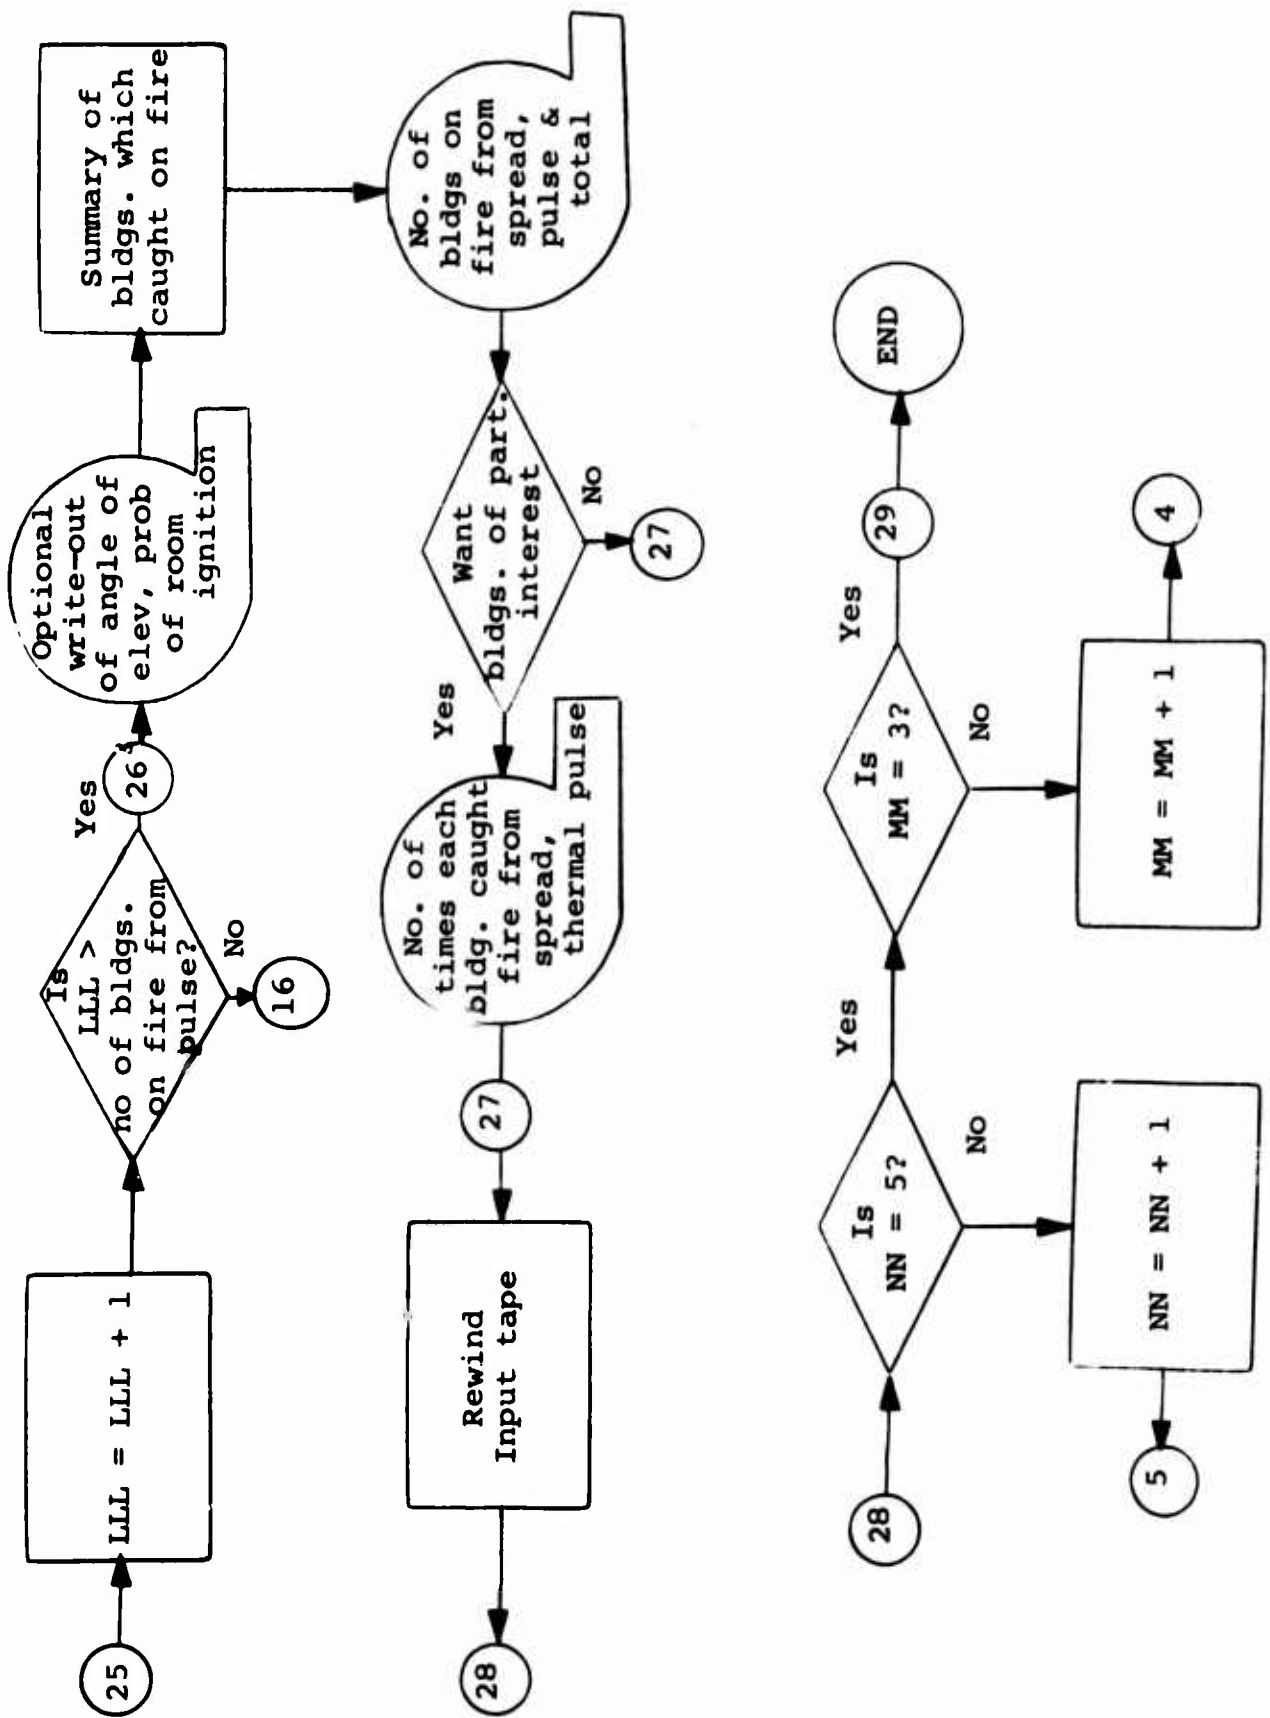 25
LLL = LLL + 1
Is
LLL >
no of bldgs.
on fire from
pulse?
Yes
No
16
26
Optional
write-out
of angle of
elev, prob
of room
ignition
Summary of
bldgs. which
caught on fire
No. of
bldgs on
fire from
spread,
pulse &
total
Want
bldgs. of part.
interest
No
27
Yes
No. of
times each
bldg. caught
fire from
spread,
thermal pulse
27
Rewind
Input tape
28
28
Is
NN = 5?
No
NN = NN + 1
5
Yes
Is
MM = 3?
No
MM = MM + 1
4
Yes
29
END